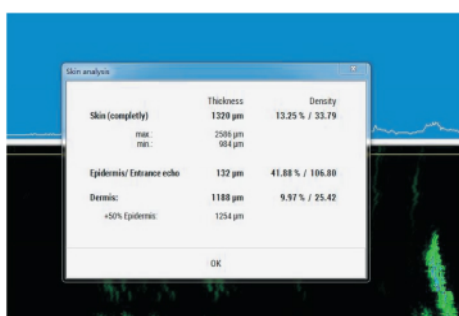 Skin analysis
Thickness Density
Skin (completly) 1320 µm 13.25 % / 33.79
max.: 2586 µm
min.: 984 µm
Epidermis/ Entrance echo 132 µm 41.88 % / 106.80
Dermis: 1188 µm 9.97 % / 25.42
+50% Epidermis: 1254 µm
OK